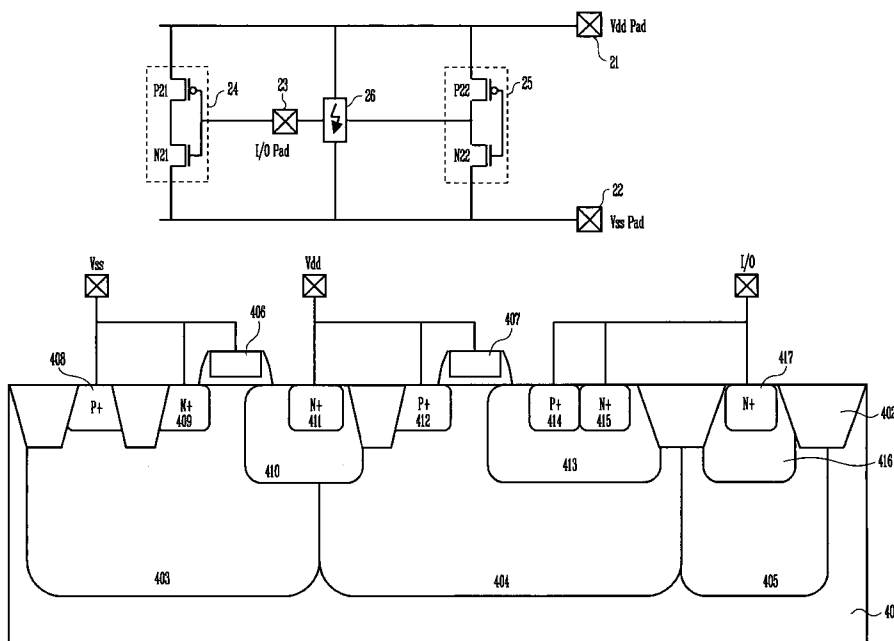 Vdd Pad
21
P21
24
23
26
P22
25
I/O Pad
N21
N22
22
Vss Pad
Vss
Vdd
I/O
406
407
408
417
P+
N+
409
N+
411
P+
412
P+
414
N+
415
N+
402
410
413
416
403
404
405